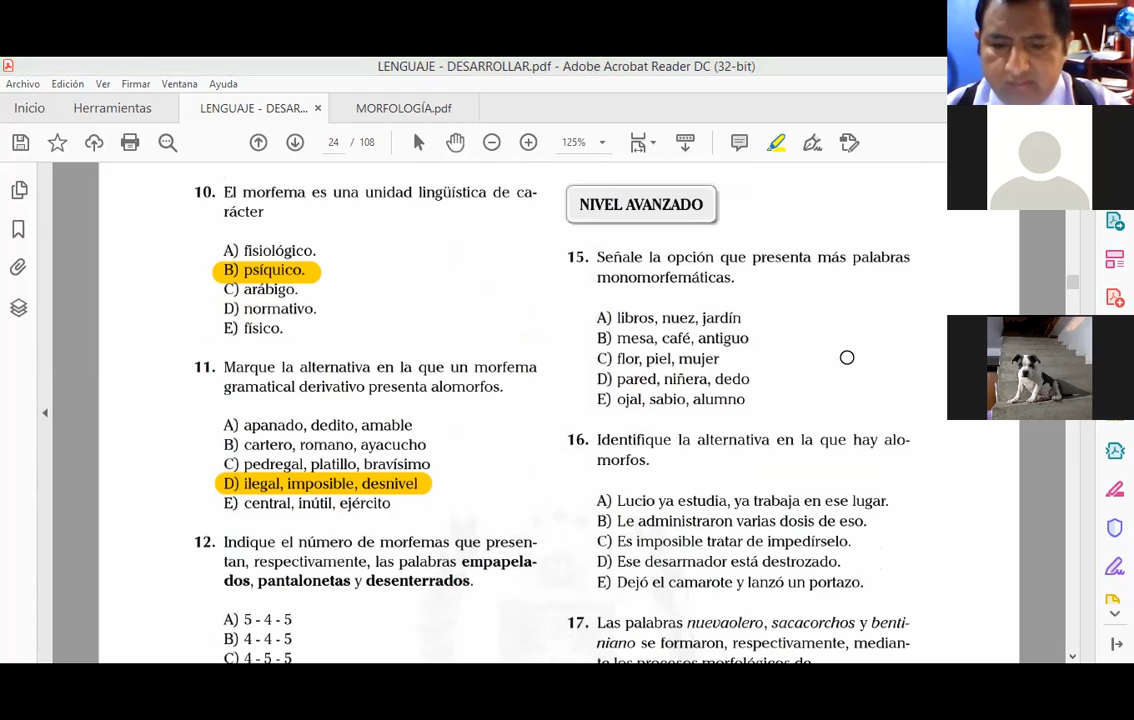 LENGUAJE - DESARROLLAR.pdf - Adobe Acrobat Reader DC (32-bit)
Archivo Edición Ver Firmar Ventana Ayuda
Inicio Herramientas LENGUAJE - DESAR... × MORFOLOGÍA.pdf
24 / 108 125%
10. El morfema es una unidad lingüística de ca-
rácter
A) fisiológico.
B) psíquico.
C) arábigo.
D) normativo.
E) físico.
11. Marque la alternativa en la que un morfema
gramatical derivativo presenta alomorfos.
A) apanado, dedito, amable
B) cartero, romano, ayacucho
C) pedregal, platillo, bravísimo
D) ilegal, imposible, desnivel
E) central, inútil, ejército
12. Indique el número de morfemas que presen-
tan, respectivamente, las palabras empapela-
dos, pantalonetas y desenterrados.
A) 5 - 4 - 5
B) 4 - 4 - 5
C) 4 - 5 - 5
NIVEL AVANZADO
15. Señale la opción que presenta más palabras
monomorfemáticas.
A) libros, nuez, jardín
B) mesa, café, antiguo
C) flor, piel, mujer
D) pared, niñera, dedo
E) ojal, sabio, alumno
16. Identifique la alternativa en la que hay alo-
morfos.
A) Lucio ya estudia, ya trabaja en ese lugar.
B) Le administraron varias dosis de eso.
C) Es imposible tratar de impedírselo.
D) Ese desarmador está destrozado.
E) Dejó el camarote y lanzó un portazo.
17. Las palabras nuevaolero, sacacorchos y benti-
niano se formaron, respectivamente, median-
te los procesos morfológicos de